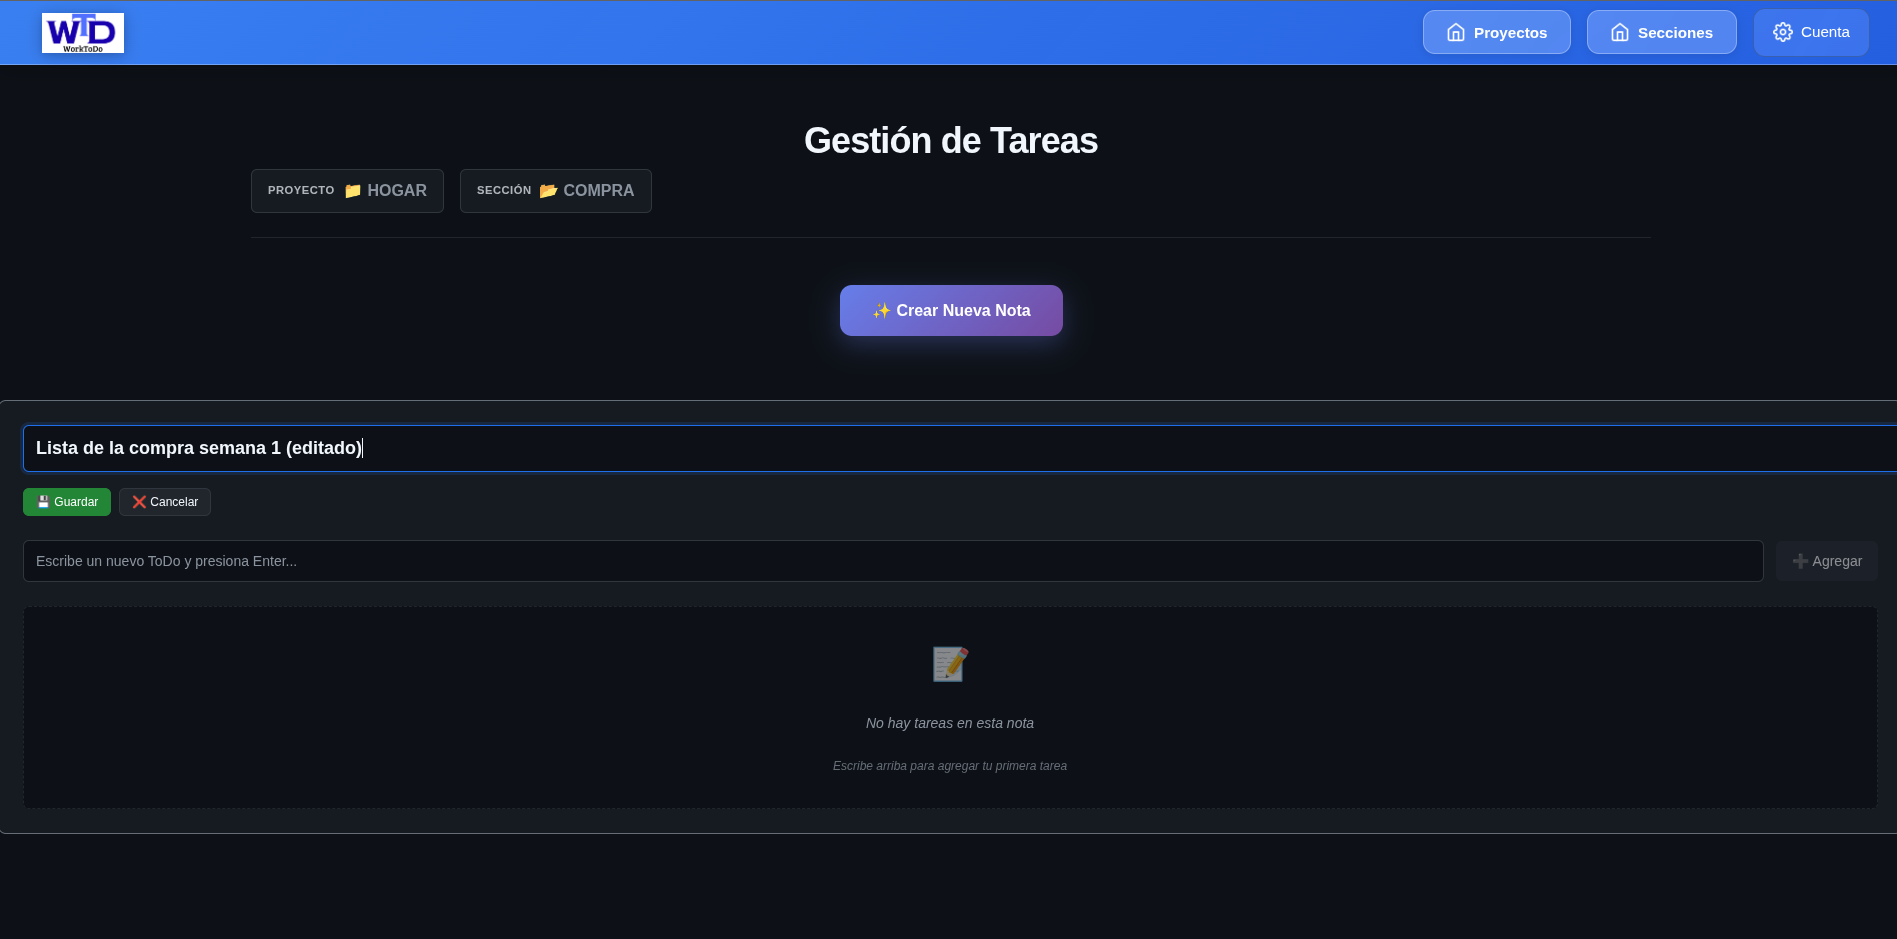 WTD
WorkToDo
Proyectos
Secciones
Cuenta
Gestión de Tareas
PROYECTO 📁 HOGAR
SECCIÓN 📂 COMPRA
✨ Crear Nueva Nota
Lista de la compra semana 1 (editado)
💾 Guardar
❌ Cancelar
Escribe un nuevo ToDo y presiona Enter...
➕ Agregar
No hay tareas en esta nota
Escribe arriba para agregar tu primera tarea